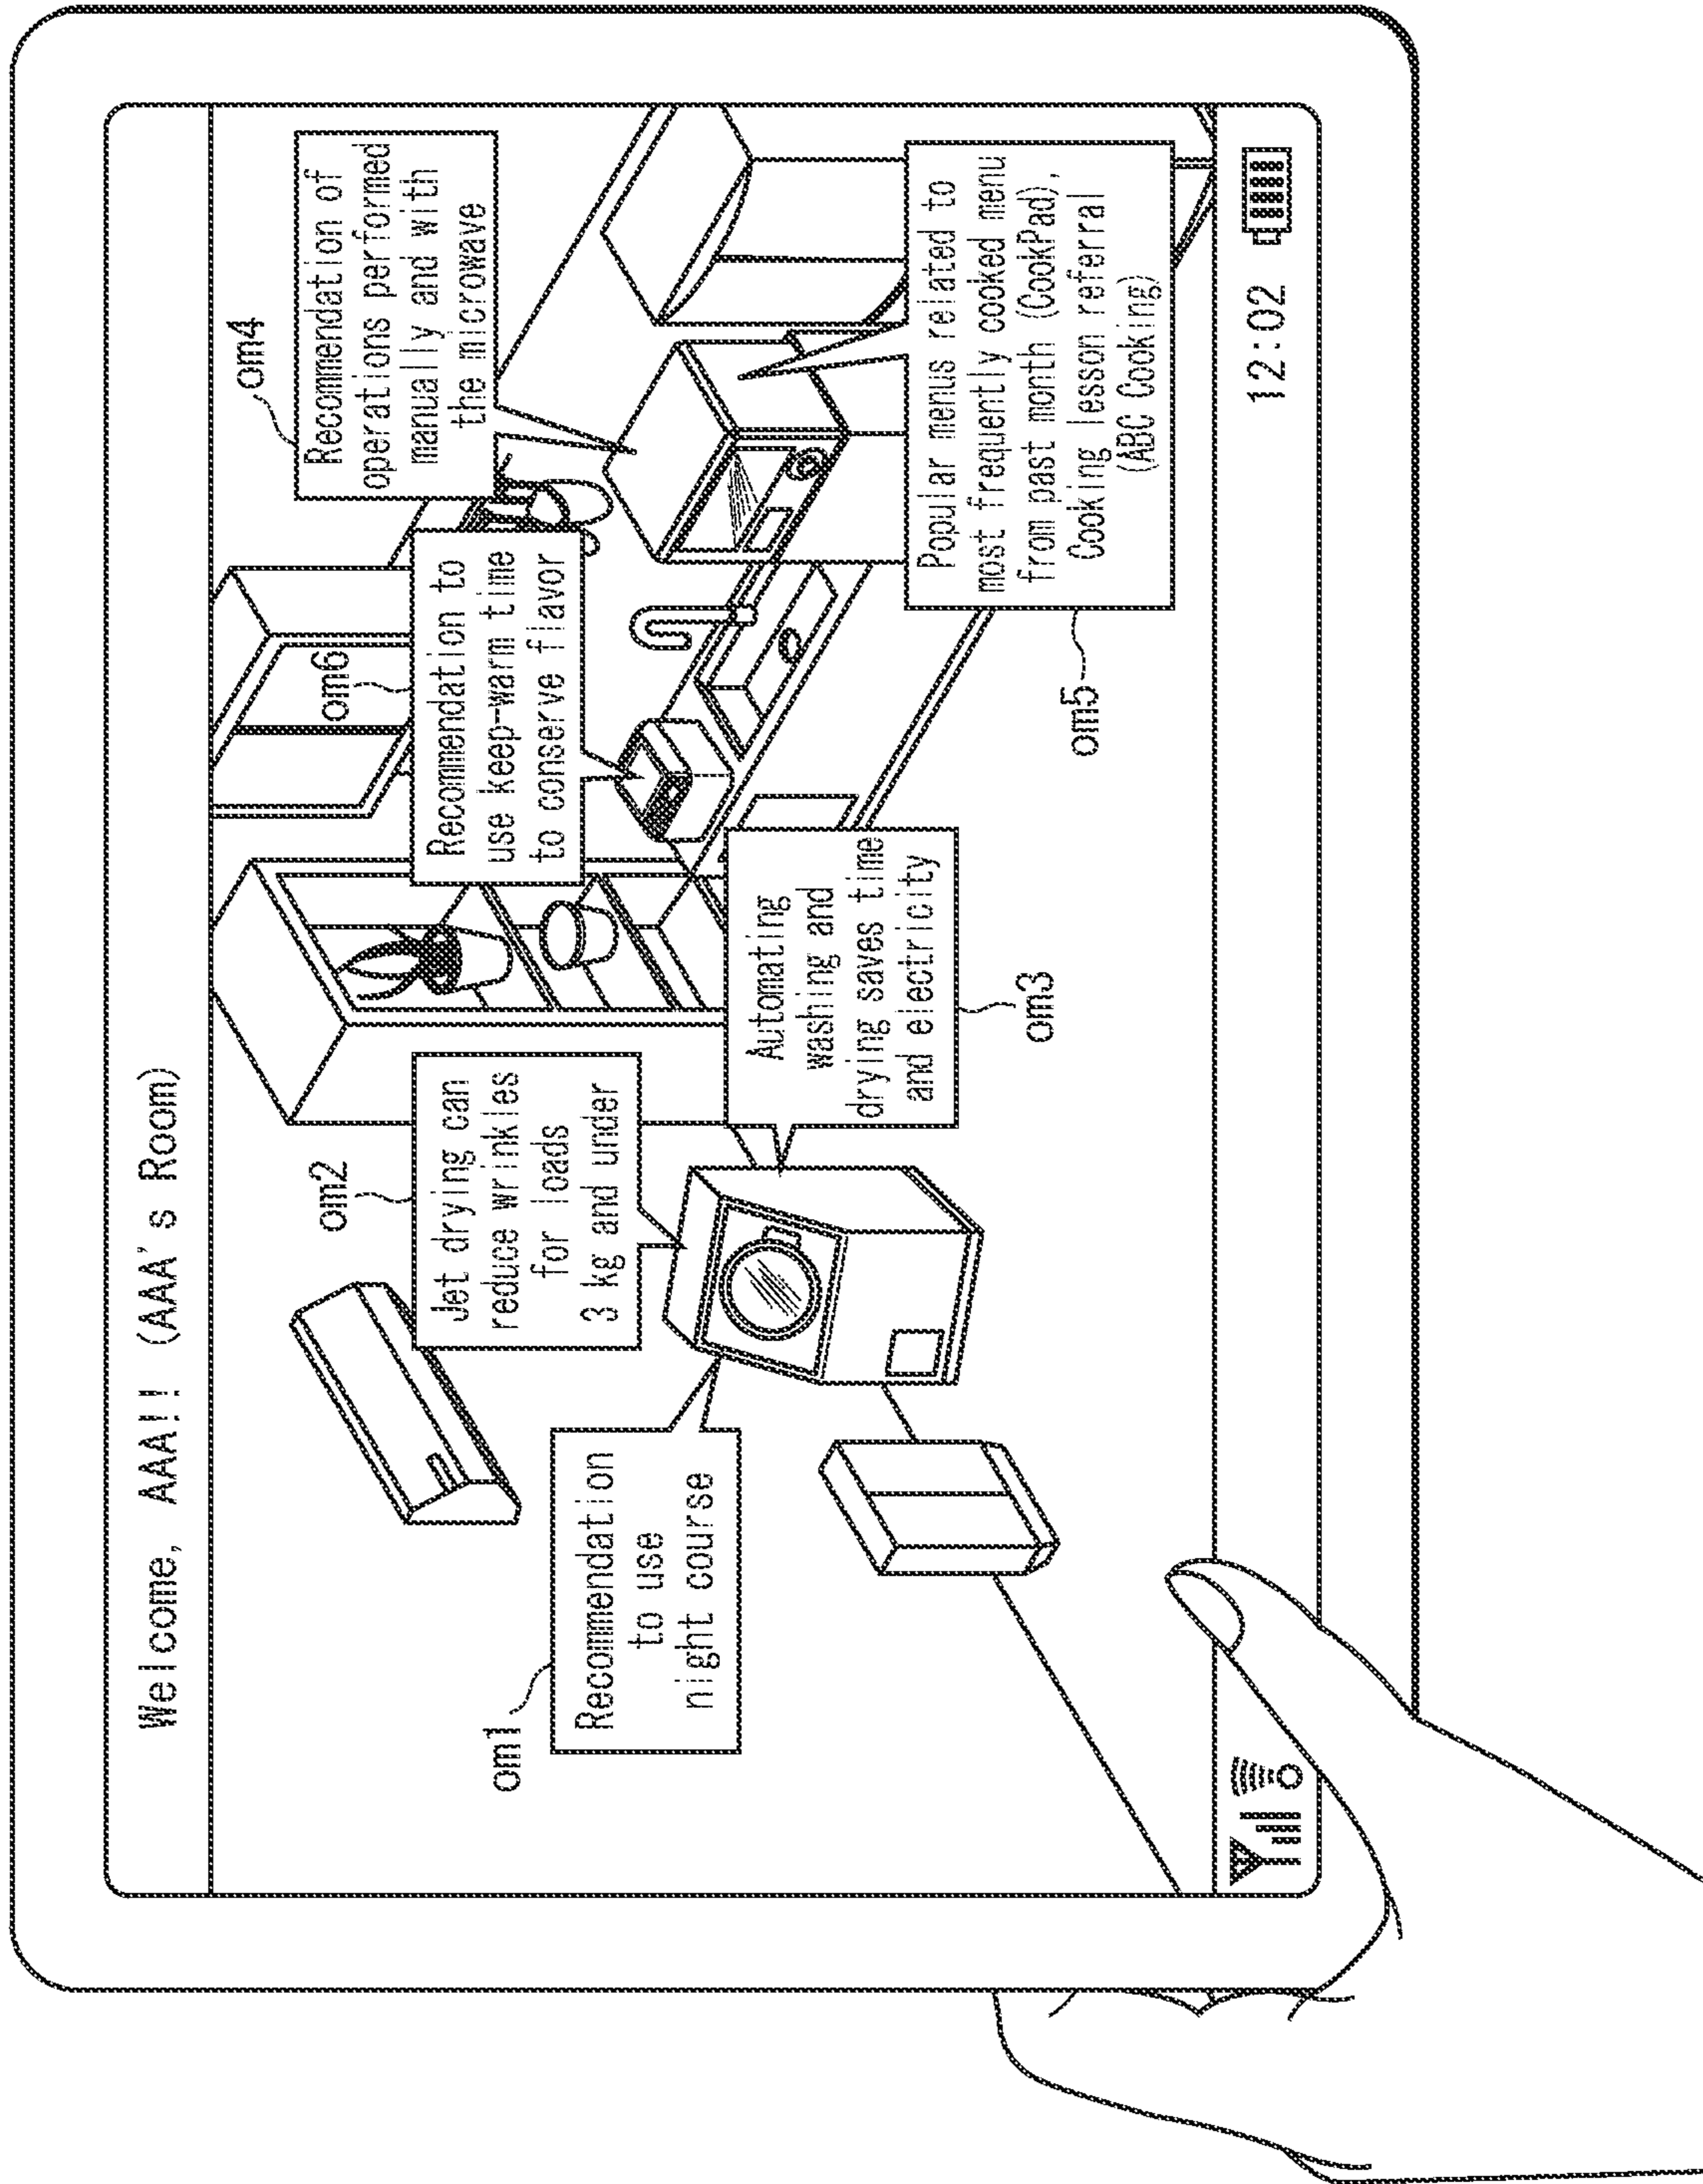 Welcome, AAA!! (AAA's Room)
om4
Recommendation of
operations performed
manually and with
the microwave
om6
Recommendation to
use keep-warm time
to conserve flavor
om2
Jet drying can
reduce wrinkles
for loads
3 kg and under
om1
Recommendation
to use
night course
Automating
washing and
drying saves time
and electricity
om3
Popular menus related to
most frequently cooked menu
from past month (CookPad),
Cooking lesson referral
(ABC Cooking)
om5
12:02